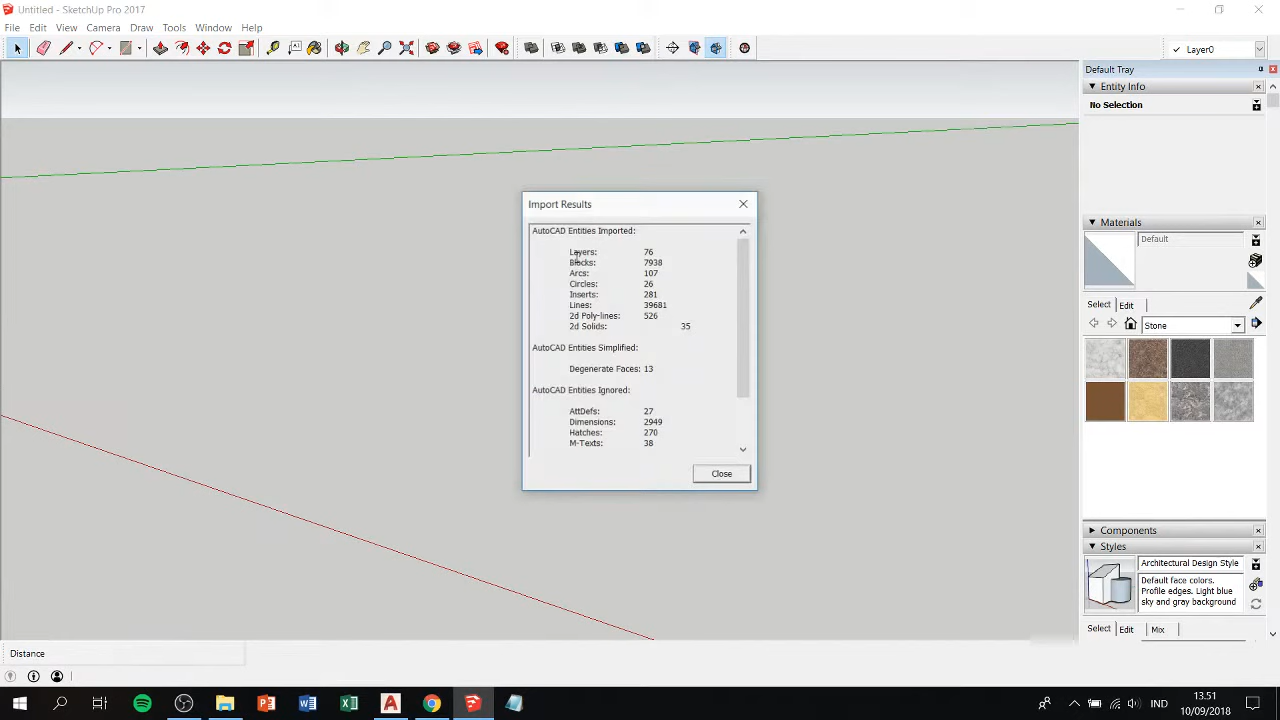 Untitled - SketchUp Pro 2017
File Edit View Camera Draw Tools Window Help
Layer0
Default Tray
Entity Info
No Selection
Materials
Default
Select Edit
Stone
Components
Styles
Architectural Design Style
Default face colors.
Profile edges. Light blue
sky and gray background
Select Edit Mix
Import Results
AutoCAD Entities Imported:
Layers: 76
Blocks: 7938
Arcs: 107
Circles: 26
Inserts: 281
Lines: 39681
2d Poly-lines: 526
2d Solids: 35
AutoCAD Entities Simplified:
Degenerate Faces: 13
AutoCAD Entities Ignored:
AttDefs: 27
Dimensions: 2949
Hatches: 270
M-Texts: 38
Close
Distance
IND
13.51
10/09/2018